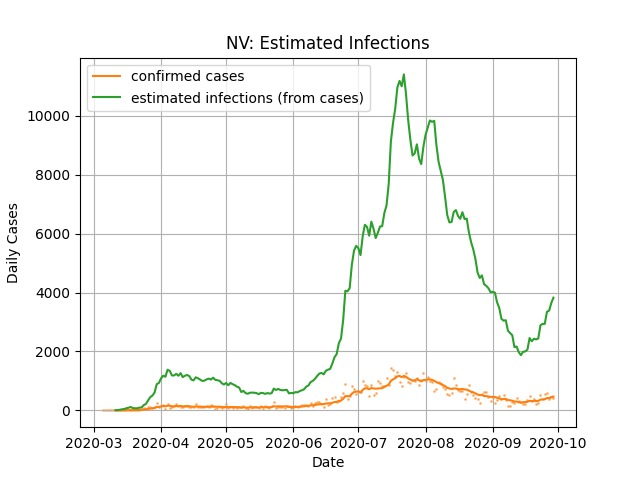 NV: Estimated Infections
confirmed cases
estimated infections (from cases)
Daily Cases
10000
8000
6000
4000
2000
0
2020-03 2020-04 2020-05 2020-06 2020-07 2020-08 2020-09 2020-10
Date